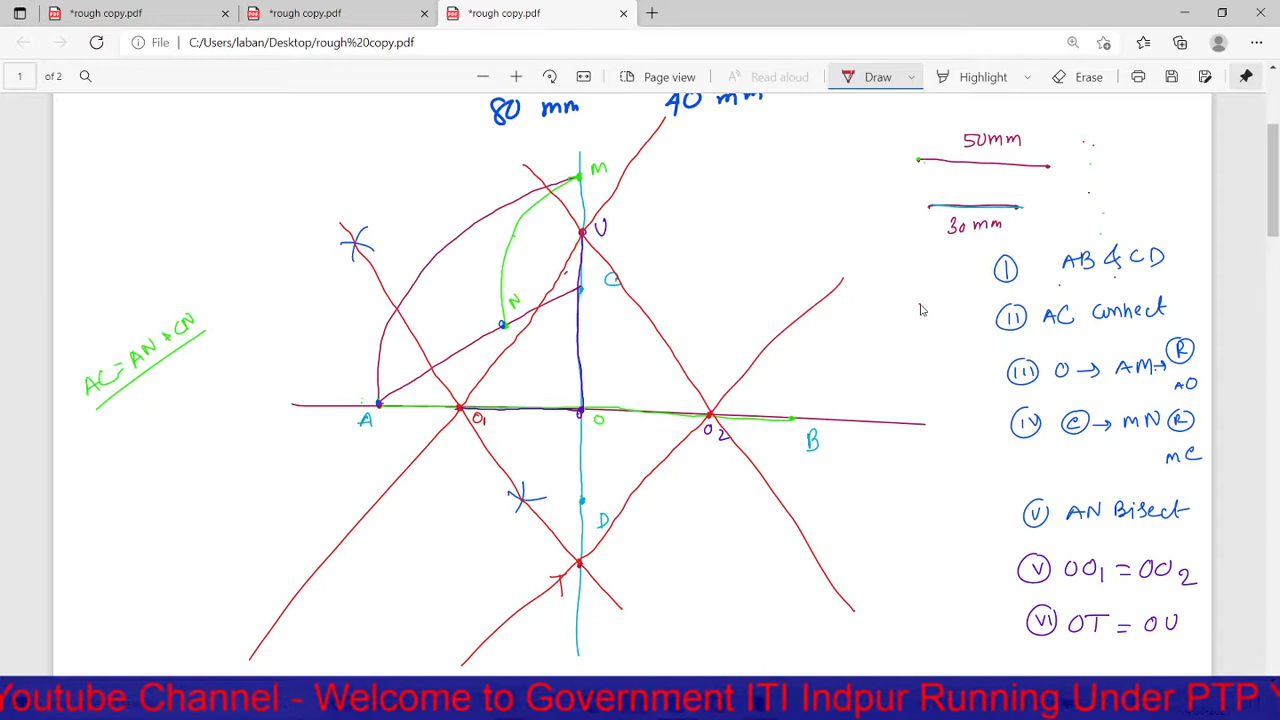 *rough copy.pdf
*rough copy.pdf
*rough copy.pdf
File C:/Users/laban/Desktop/rough%20copy.pdf
1 of 2
Page view
Read aloud
Draw
Highlight
Erase
80 mm
40 mm
50mm
30 mm
M
U
C
N
AC = AN + CN
A
O1
O
O2
B
D
T
I AB & CD
II AC connect
III O → AM → R
AO
IV C → MN R
MC
V AN Bisect
V OO1 = OO2
VI OT = OU
Youtube Channel - Welcome to Government ITI Indpur Running Under PTP Y